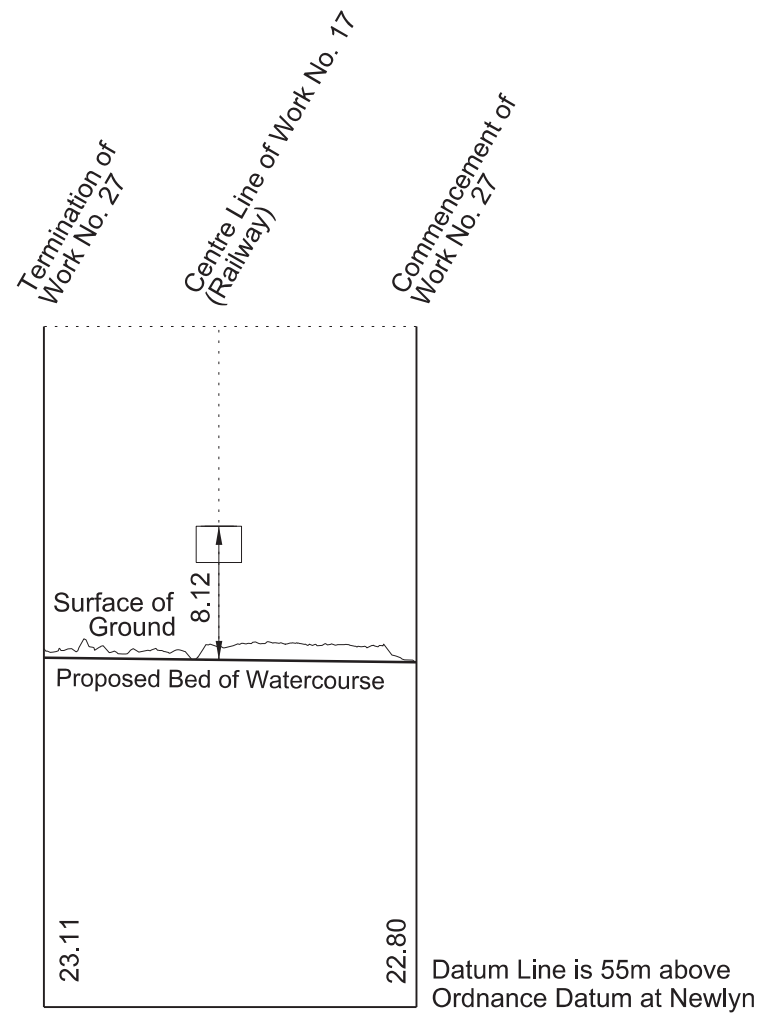 Termination of
Work No. 27
Centre Line of Work No. 17
(Railway)
Commencement of
Work No. 27
8.12
Surface of
Ground
Proposed Bed of Watercourse
23.11
22.80
Datum Line is 55m above
Ordnance Datum at Newlyn